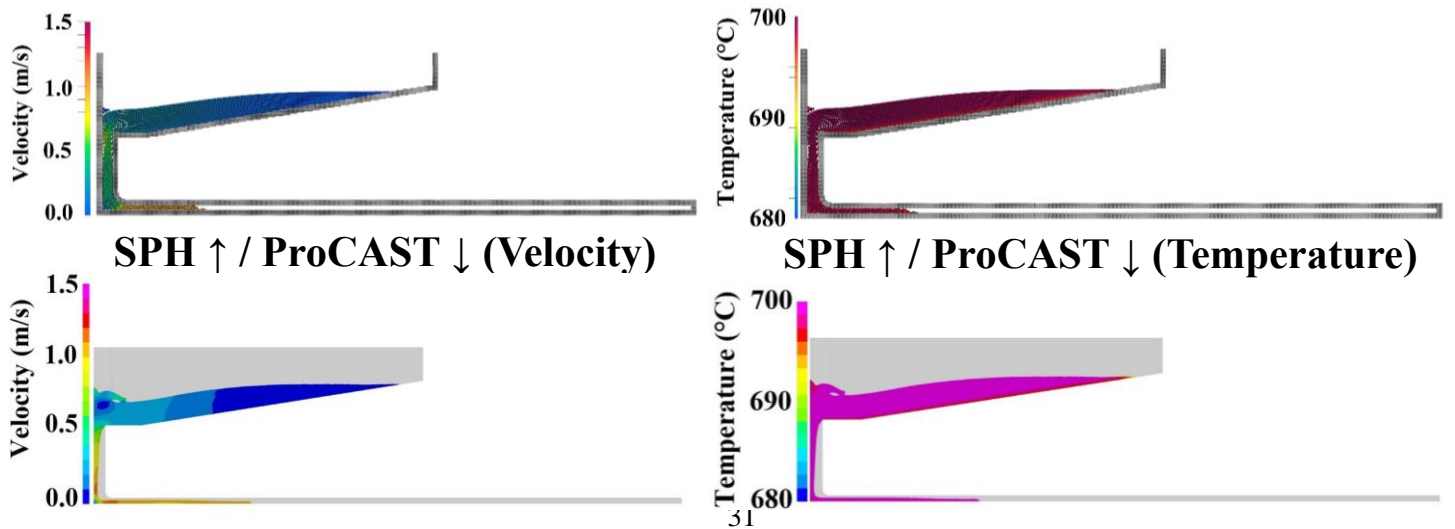 Velocity (m/s)
1.5
1.0
0.5
0.0
Temperature (°C)
700
690
680
SPH ↑ / ProCAST ↓ (Velocity)
SPH ↑ / ProCAST ↓ (Temperature)
Velocity (m/s)
1.5
1.0
0.5
0.0
Temperature (°C)
700
690
680
31